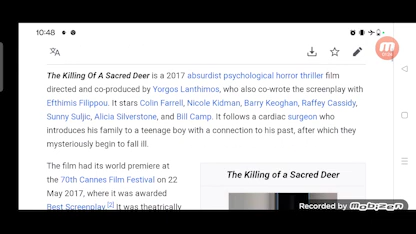 10:48
The Killing Of A Sacred Deer is a 2017 absurdist psychological horror thriller film
directed and co-produced by Yorgos Lanthimos, who also co-wrote the screenplay with
Efthimis Filippou. It stars Colin Farrell, Nicole Kidman, Barry Keoghan, Raffey Cassidy,
Sunny Suljic, Alicia Silverstone, and Bill Camp. It follows a cardiac surgeon who
introduces his family to a teenage boy with a connection to his past, after which they
mysteriously begin to fall ill.
The film had its world premiere at
the 70th Cannes Film Festival on 22
May 2017, where it was awarded
Best Screenplay.[2] It was theatrically
The Killing of a Sacred Deer
Recorded by Mobizen